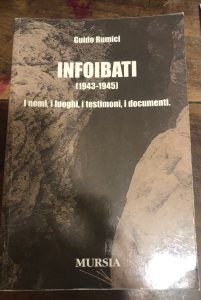 Guido Rumici
INFOIBATI
(1943-1945)
I nomi, i luoghi, i testimoni, i documenti.
MURSIA